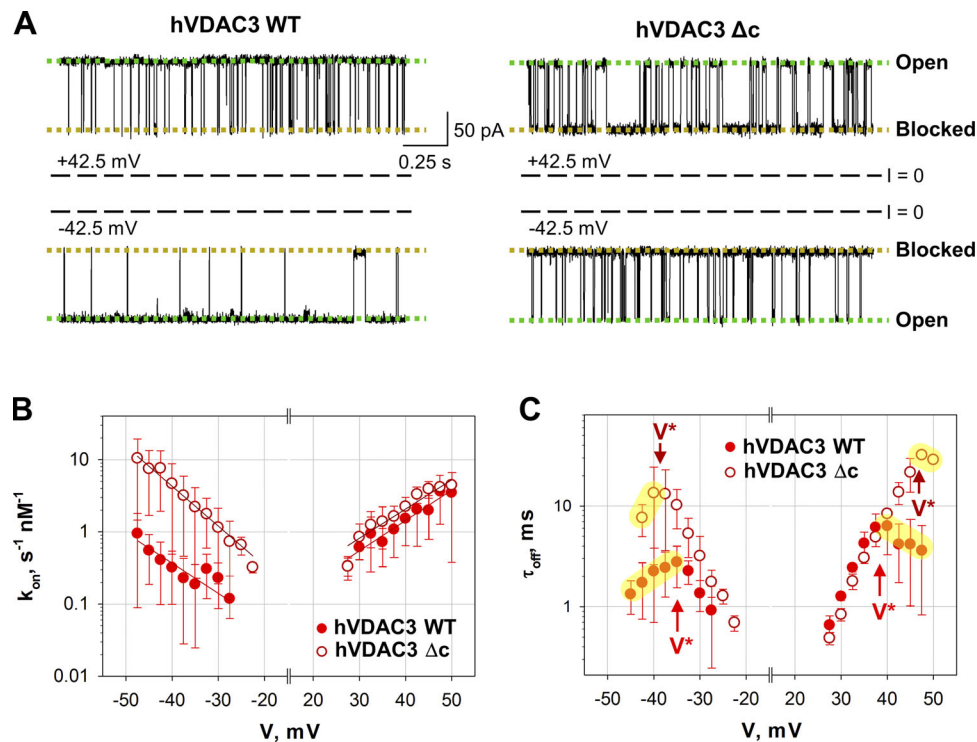 A
hVDAC3 WT
hVDAC3 Δc
Open
Blocked
50 pA
0.25 s
+42.5 mV
+42.5 mV
I = 0
I = 0
-42.5 mV
-42.5 mV
Blocked
Open
B
kon, s-1 nM-1
10
1
0.1
0.01
hVDAC3 WT
hVDAC3 Δc
-50 -40 -30 -20 20 30 40 50
V, mV
C
τoff, ms
10
1
V*
hVDAC3 WT
hVDAC3 Δc
V*
V*
V*
-50 -40 -30 -20 20 30 40 50
V, mV